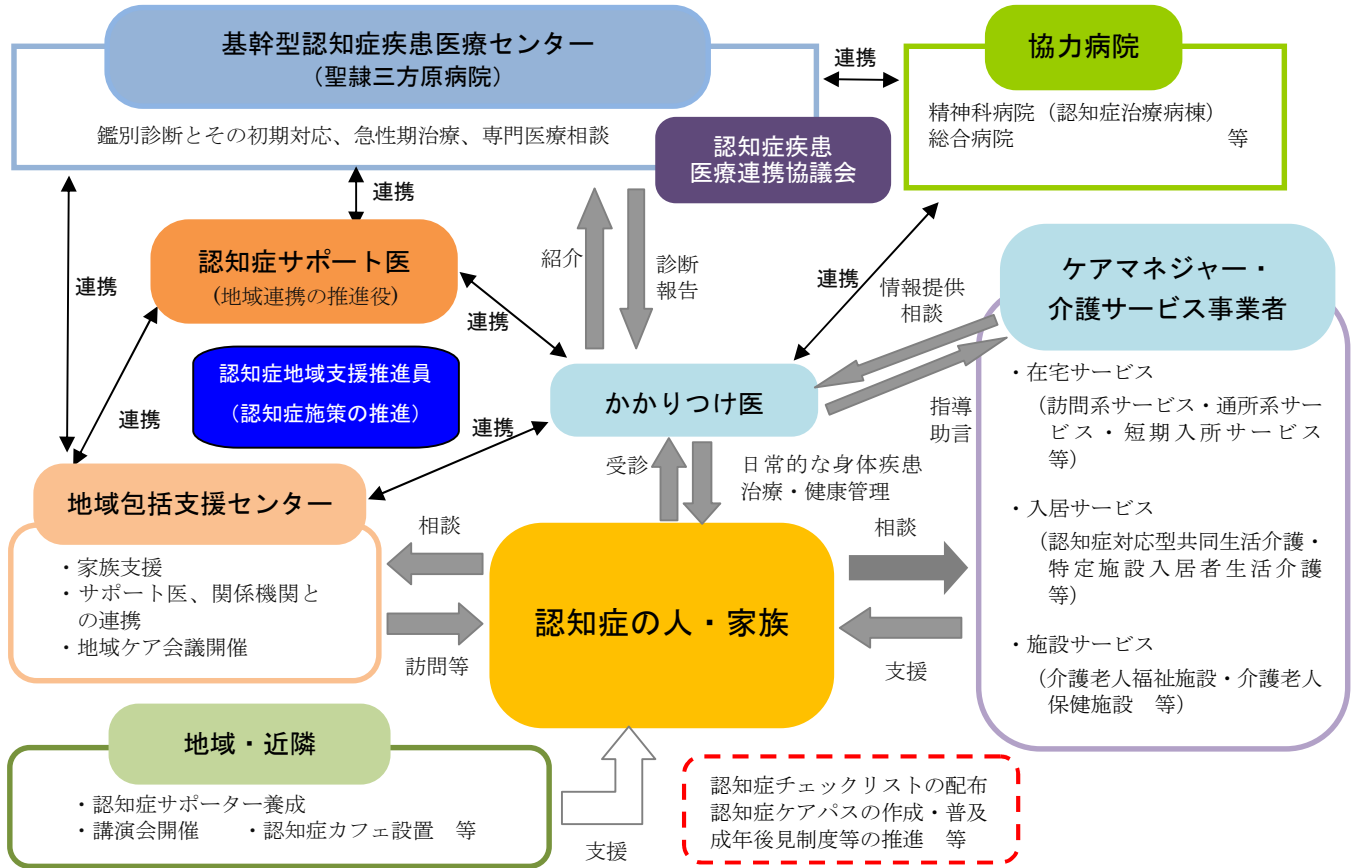 基幹型認知症疾患医療センター
（聖隷三方原病院）
鑑別診断とその初期対応、急性期治療、専門医療相談
認知症疾患
医療連携協議会
連携
協力病院
精神科病院（認知症治療病棟）
総合病院　等
連携
連携
認知症サポート医
(地域連携の推進役)
連携
連携
紹介
診断
報告
連携
情報提供
相談
ケアマネジャー・
介護サービス事業者
・在宅サービス
（訪問系サービス・通所系サー
ビス・短期入所サービス
等）
・入居サービス
（認知症対応型共同生活介護・
特定施設入居者生活介護
等）
・施設サービス
（介護老人福祉施設・介護老人
保健施設　等）
認知症地域支援推進員
（認知症施策の推進）
かかりつけ医
指導
助言
連携
受診
日常的な身体疾患
治療・健康管理
地域包括支援センター
・家族支援
・サポート医、関係機関と
の連携
・地域ケア会議開催
相談
訪問等
認知症の人・家族
相談
支援
地域・近隣
・認知症サポーター養成
・講演会開催　・認知症カフェ設置　等
支援
認知症チェックリストの配布
認知症ケアパスの作成・普及
成年後見制度等の推進　等